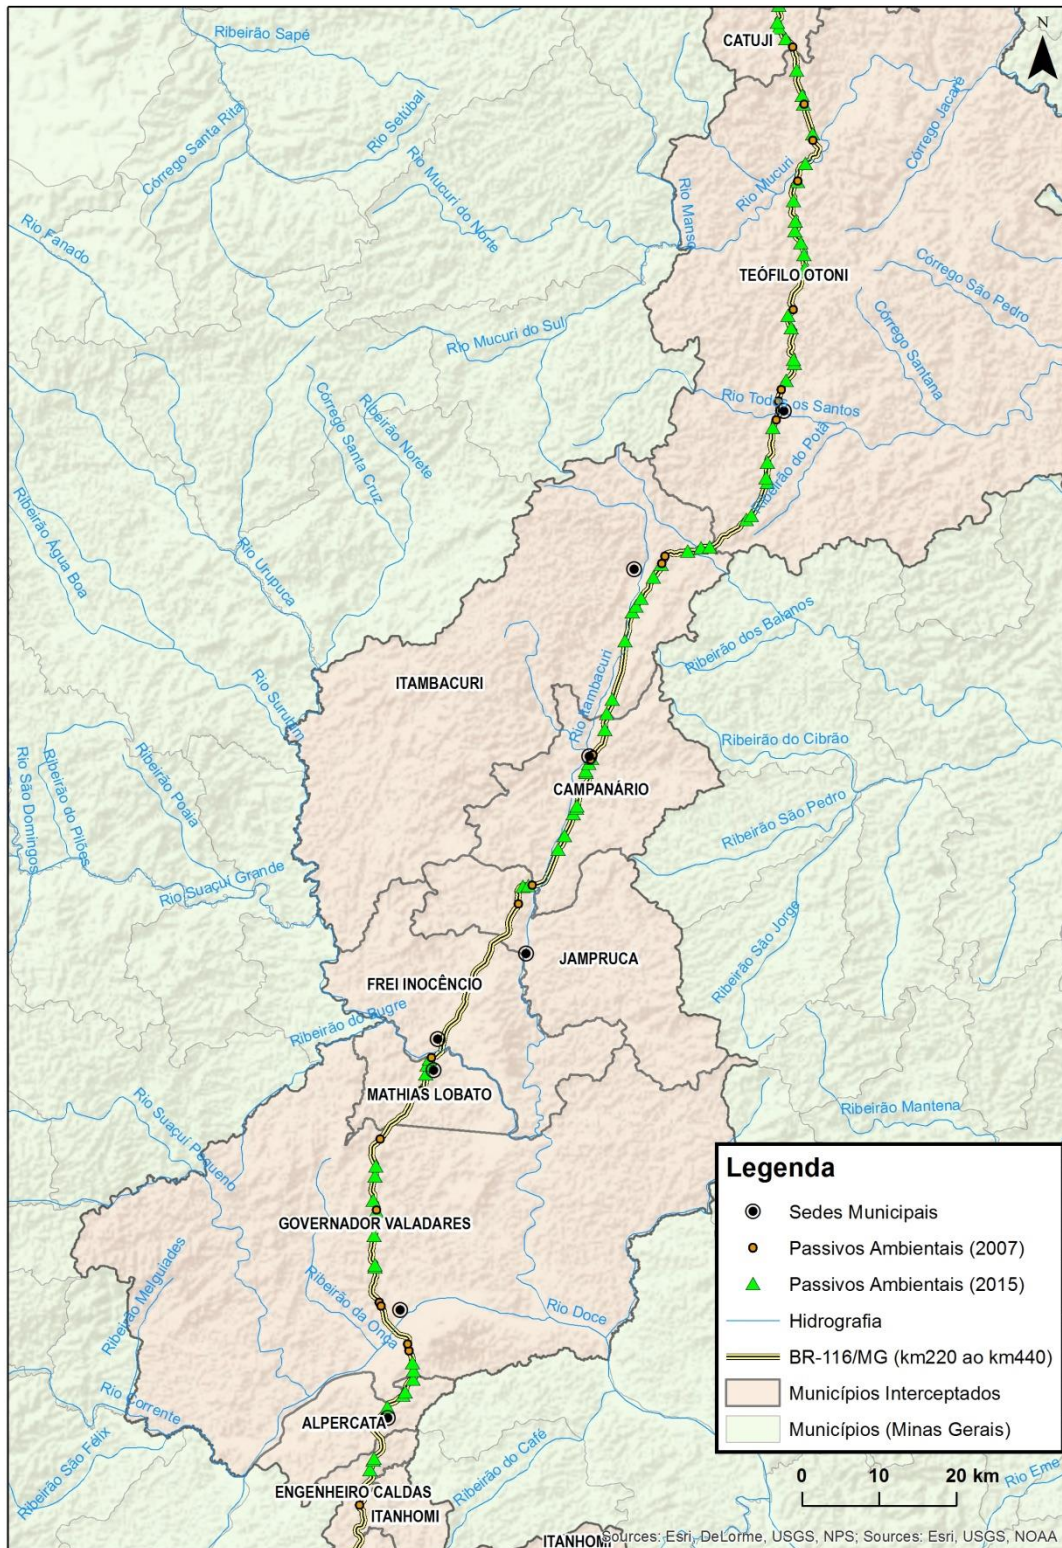 N
CATUJI
Ribeirão Sapé
Córrego Santa Rita
Rio Setúbal
Córrego Jacaré
Rio Mucuri do Norte
Rio Mucuri
Rio Manso
Rio Fanado
TEÓFILO OTONI
Córrego São Pedro
Rio Mucuri do Sul
Córrego Santana
Rio Todos os Santos
Ribeirão Norete
Córrego Santa Cruz
Ribeirão do Potá
Ribeirão Água Boa
Rio Urupuca
Ribeirão dos Baianos
ITAMBACURI
Rio Itambacuri
Rio Surubim
Ribeirão do Cibrão
Rio São Domingos
Ribeirão do Pilões
Ribeirão Poaia
CAMPANÁRIO
Ribeirão São Pedro
Rio Suaçuí Grande
Ribeirão São Jorge
JAMPRUCA
FREI INOCÊNCIO
Ribeirão do Bugre
MATHIAS LOBATO
Ribeirão Mantena
Rio Suaçuí Pequeno
GOVERNADOR VALADARES
Ribeirão Melguiades
Ribeirão da Onça
Rio Doce
Rio Corrente
ALPERCATA
Ribeirão São Félix
Ribeirão do Café
ENGENHEIRO CALDAS
ITANHOMI
ITANHOMI
Legenda
Sedes Municipais
Passivos Ambientais (2007)
Passivos Ambientais (2015)
Hidrografia
BR-116/MG (km220 ao km440)
Municípios Interceptados
Municípios (Minas Gerais)
0 10 20 km
Rio Eme
Sources: Esri, DeLorme, USGS, NPS; Sources: Esri, USGS, NOAA